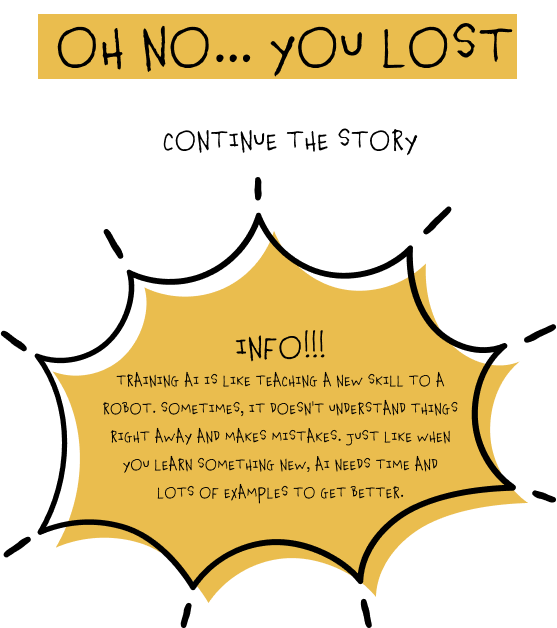 OH NO... YOU LOST
CONTINUE THE STORY
INFO!!!
TRAINING AI IS LIKE TEACHING A NEW SKILL TO A
ROBOT. SOMETIMES, IT DOESN'T UNDERSTAND THINGS
RIGHT AWAY AND MAKES MISTAKES. JUST LIKE WHEN
YOU LEARN SOMETHING NEW, AI NEEDS TIME AND
LOTS OF EXAMPLES TO GET BETTER.